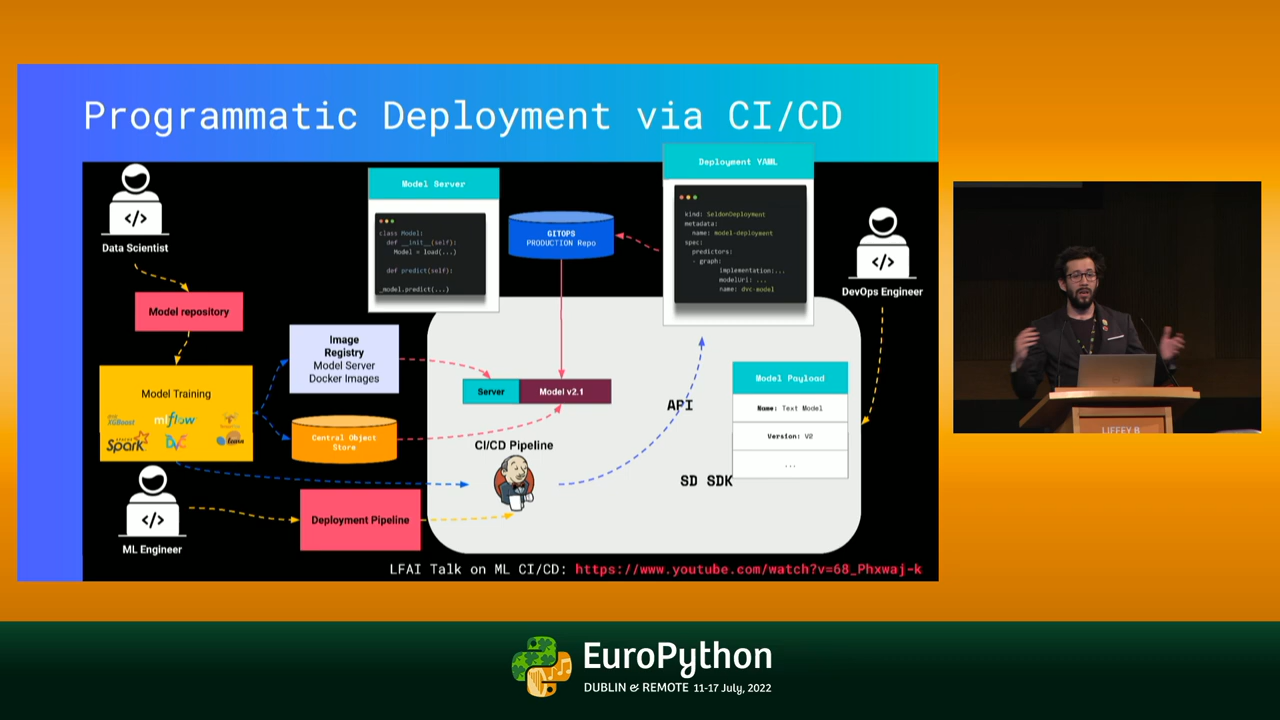 Programmatic Deployment via CI/CD
Data Scientist
Model repository
Model Training
mlflow
Spark
DVC
ML Engineer
Image
Registry
Model Server
Docker Images
Central Object
Store
Deployment Pipeline
Model Server
class Model:
def __init__(self):
Model = load(...)
def predict(self):
_model.predict(...)
GITOPS
PRODUCTION Repo
Server
Model v2.1
CI/CD Pipeline
Deployment YAML
kind: SeldonDeployment
metadata:
name: model-deployment
spec:
predictors:
- graph:
implementation:...
modelUri: ...
name: dvc-model
API
SD SDK
Model Payload
Name: Text Model
Version: V2
...
DevOps Engineer
LFAI Talk on ML CI/CD: https://www.youtube.com/watch?v=68_Phxwaj-k
LIFFEY B
EuroPython
DUBLIN & REMOTE 11-17 July, 2022